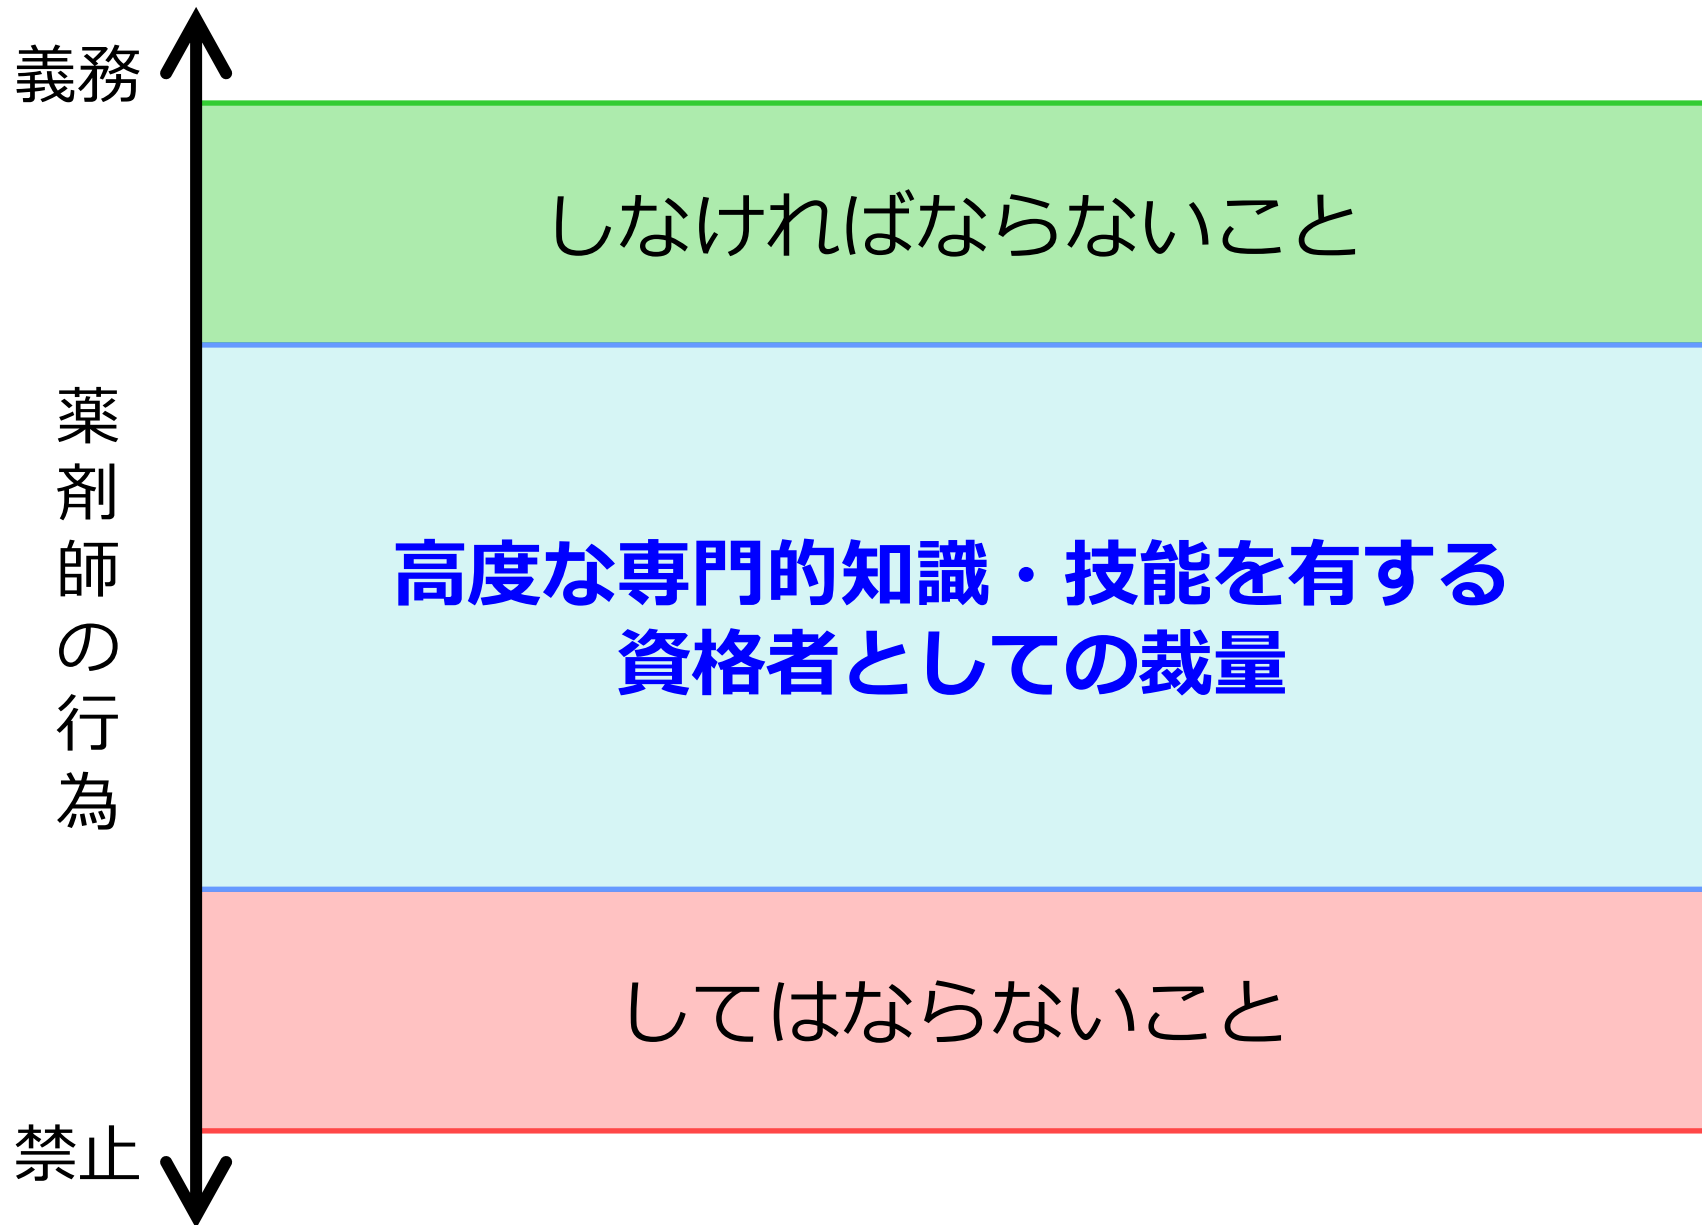 義務
しなければならないこと
薬剤師の行為
高度な専門的知識・技能を有する
資格者としての裁量
してはならないこと
禁止